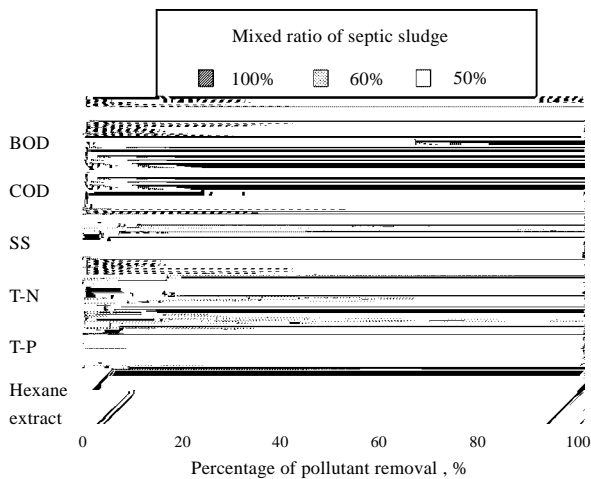 Mixed ratio of septic sludge
100% 60% 50%
BOD
COD
SS
T-N
T-P
Hexane
extract
0 20 40 60 80 100
Percentage of pollutant removal , %